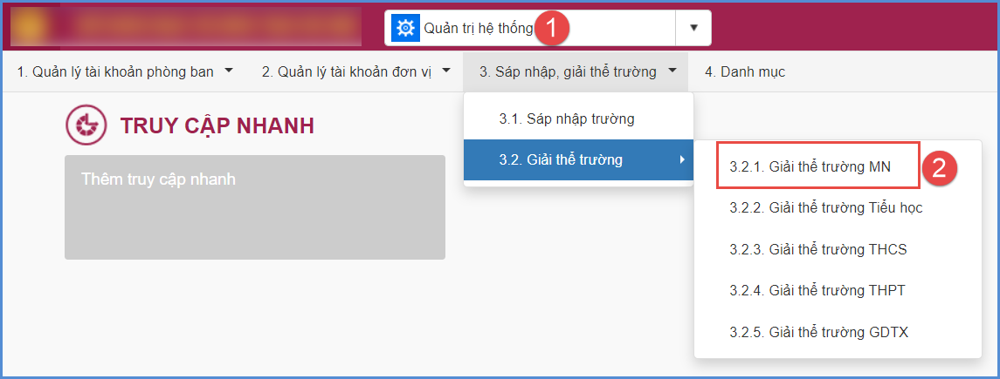 Quản trị hệ thống 1
1. Quản lý tài khoản phòng ban
2. Quản lý tài khoản đơn vị
3. Sáp nhập, giải thể trường
4. Danh mục
TRUY CẬP NHANH
Thêm truy cập nhanh
3.1. Sáp nhập trường
3.2. Giải thể trường
3.2.1. Giải thể trường MN 2
3.2.2. Giải thể trường Tiểu học
3.2.3. Giải thể trường THCS
3.2.4. Giải thể trường THPT
3.2.5. Giải thể trường GDTX